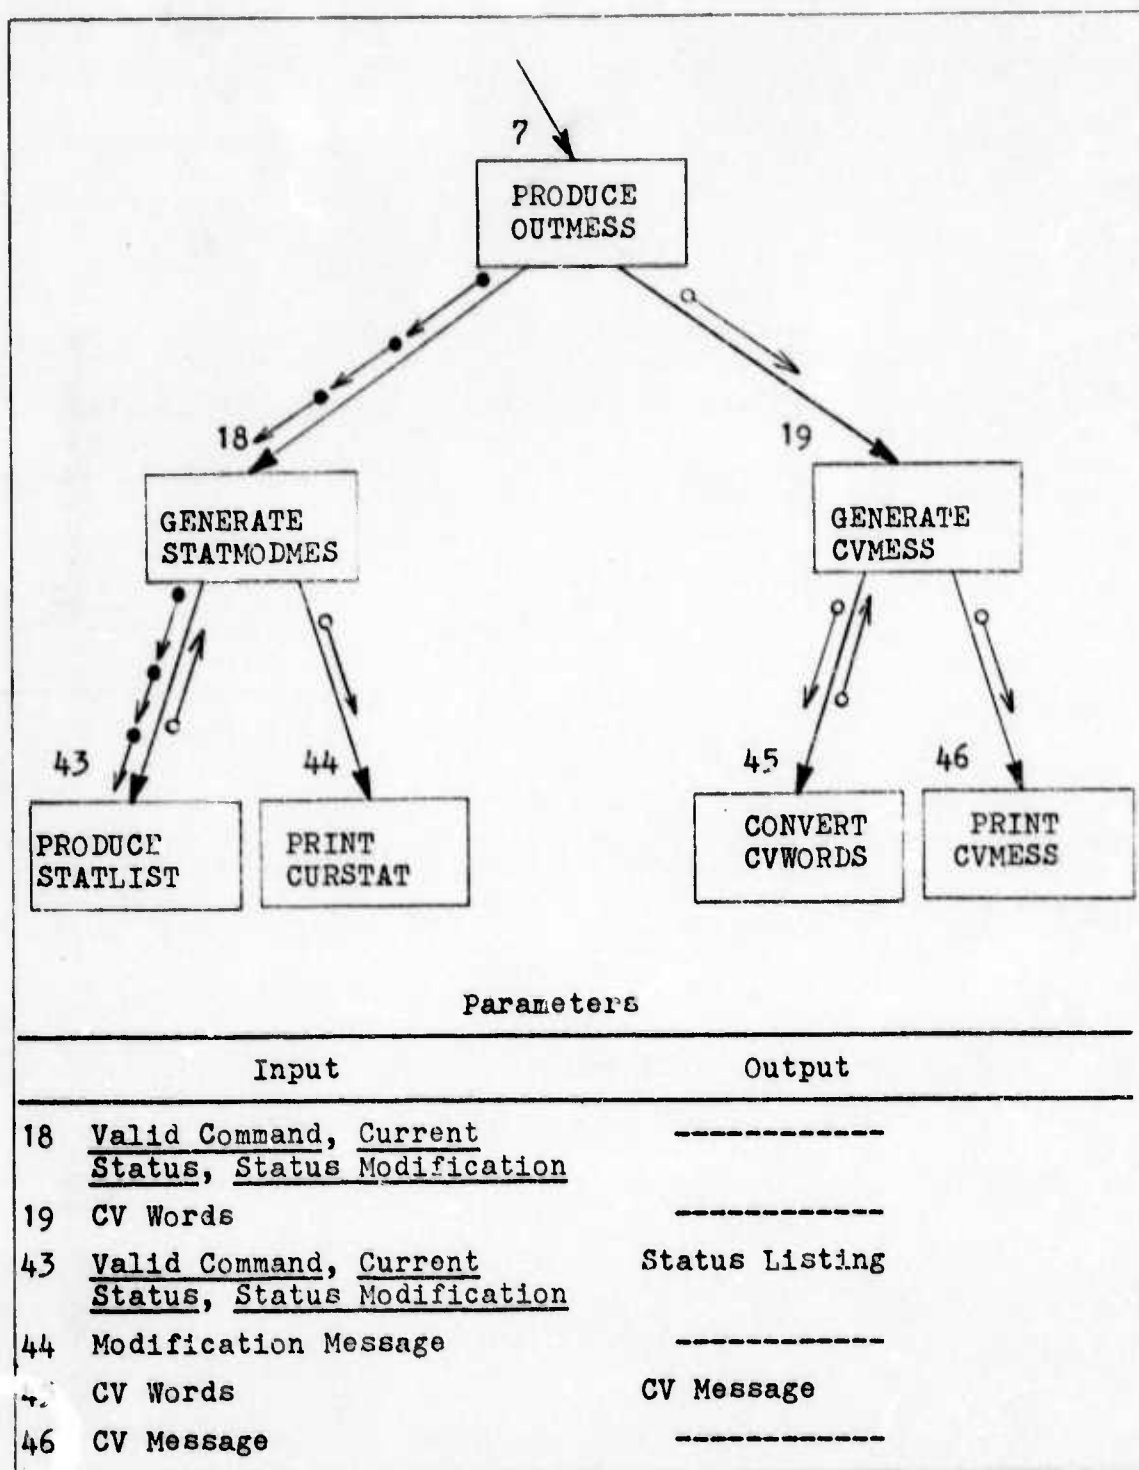 7
PRODUCE
OUTMESS
18
19
GENERATE
STATMODMES
GENERATE
CVMESS
43
44
45
46
PRODUCE
STATLIST
PRINT
CURSTAT
CONVERT
CVWORDS
PRINT
CVMESS
Parameters
Input Output
18 Valid Command, Current ------------
Status, Status Modification
19 CV Words ------------
43 Valid Command, Current Status Listing
Status, Status Modification
44 Modification Message ------------
CV Words CV Message
46 CV Message ------------